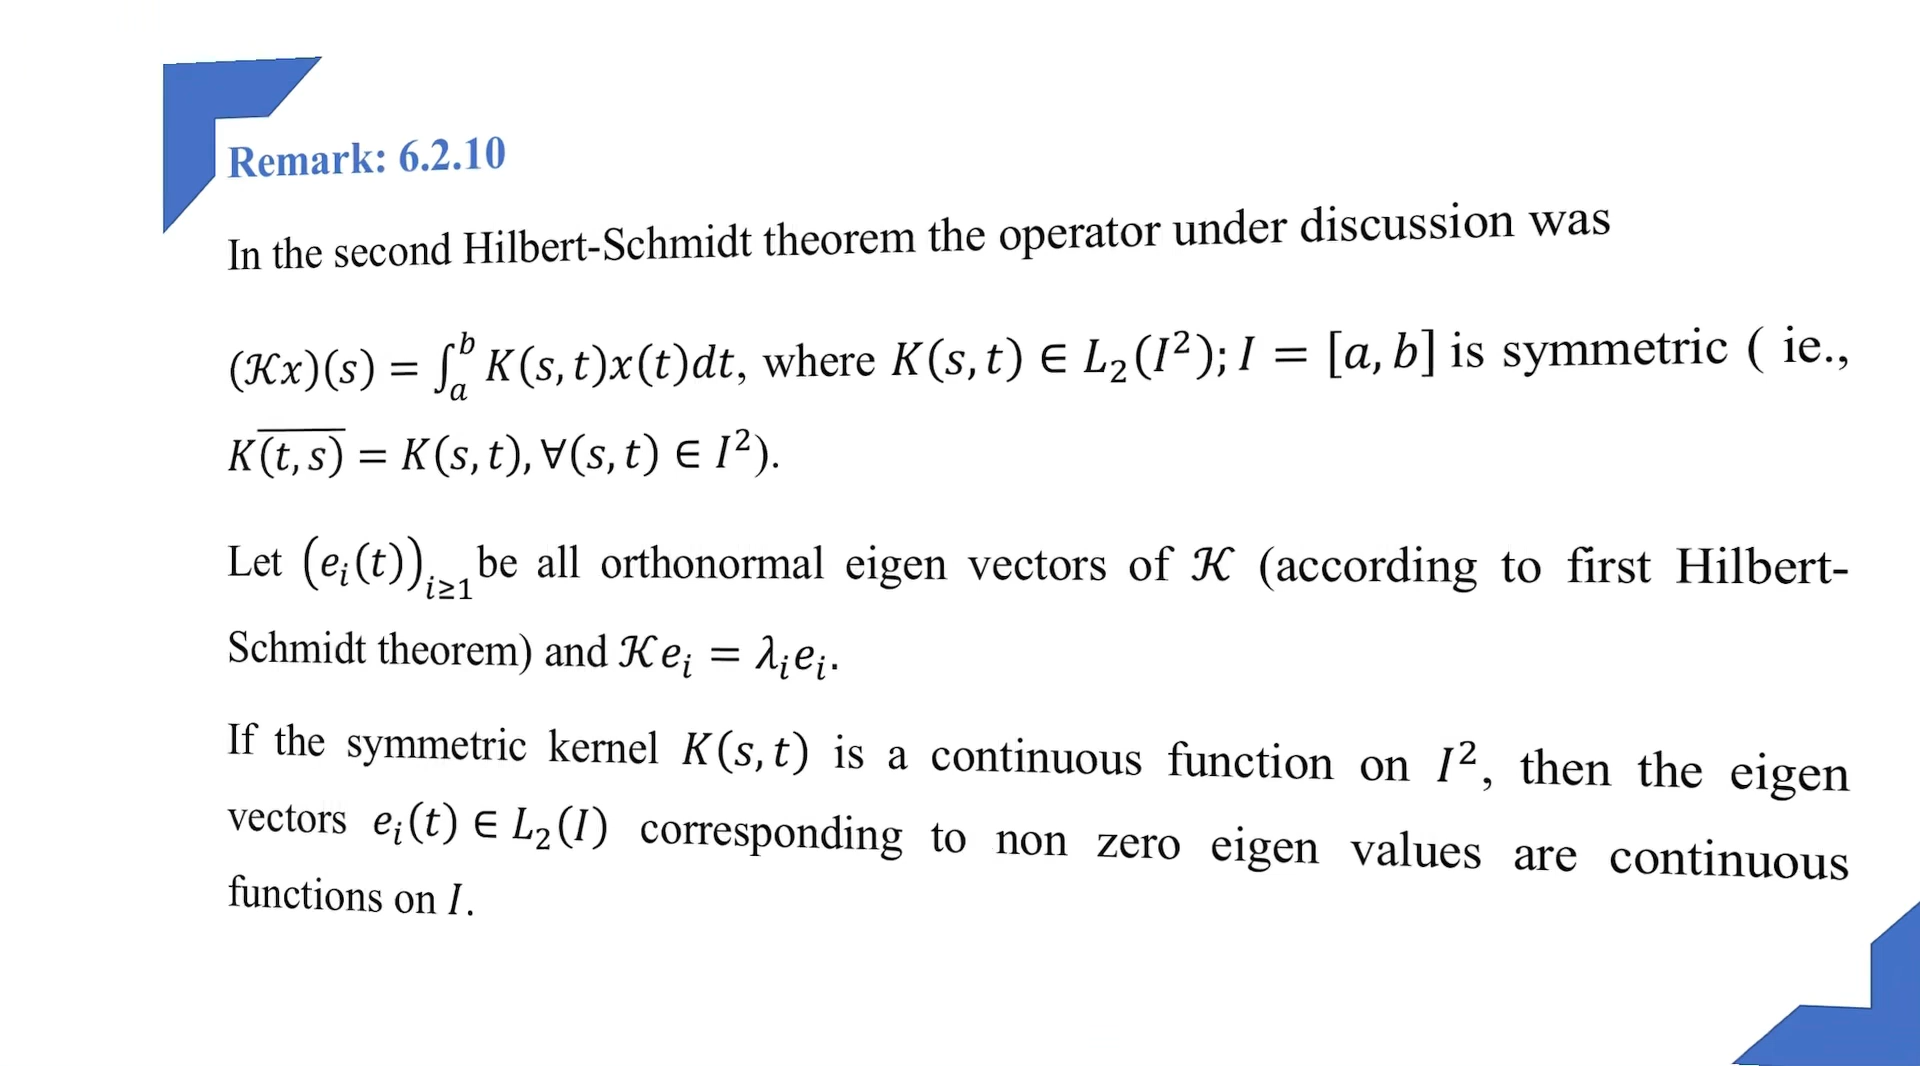 Remark: 6.2.10
In the second Hilbert-Schmidt theorem the operator under discussion was
(𝒦x)(s) = ∫ₐᵇ K(s, t)x(t)dt, where K(s, t) ∈ L₂(I²); I = [a, b] is symmetric ( ie.,
K(t, s)̅ = K(s, t), ∀(s, t) ∈ I²).
Let (eᵢ(t))ᵢ≥₁ be all orthonormal eigen vectors of 𝒦 (according to first Hilbert-
Schmidt theorem) and 𝒦eᵢ = λᵢeᵢ.
If the symmetric kernel K(s, t) is a continuous function on I², then the eigen
vectors eᵢ(t) ∈ L₂(I) corresponding to non zero eigen values are continuous
functions on I.